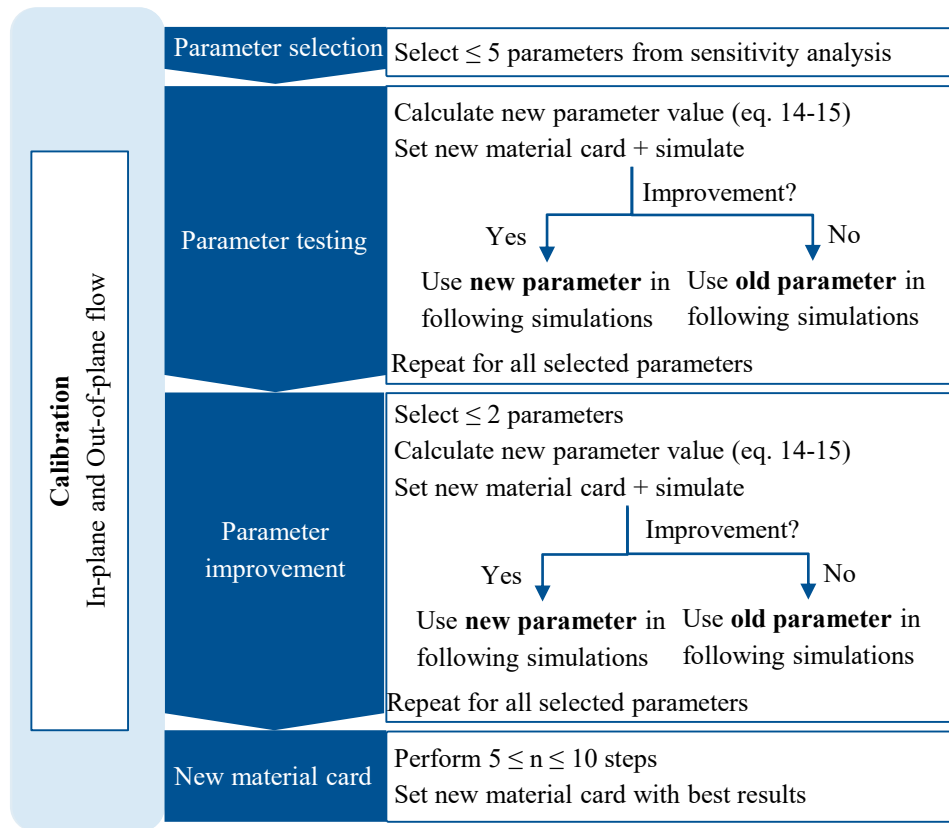 Calibration
In-plane and Out-of-plane flow
Parameter selection
Select ≤ 5 parameters from sensitivity analysis
Parameter testing
Calculate new parameter value (eq. 14-15)
Set new material card + simulate
Improvement?
Yes
No
Use new parameter in
following simulations
Use old parameter in
following simulations
Repeat for all selected parameters
Parameter
improvement
Select ≤ 2 parameters
Calculate new parameter value (eq. 14-15)
Set new material card + simulate
Improvement?
Yes
No
Use new parameter in
following simulations
Use old parameter in
following simulations
Repeat for all selected parameters
New material card
Perform 5 ≤ n ≤ 10 steps
Set new material card with best results